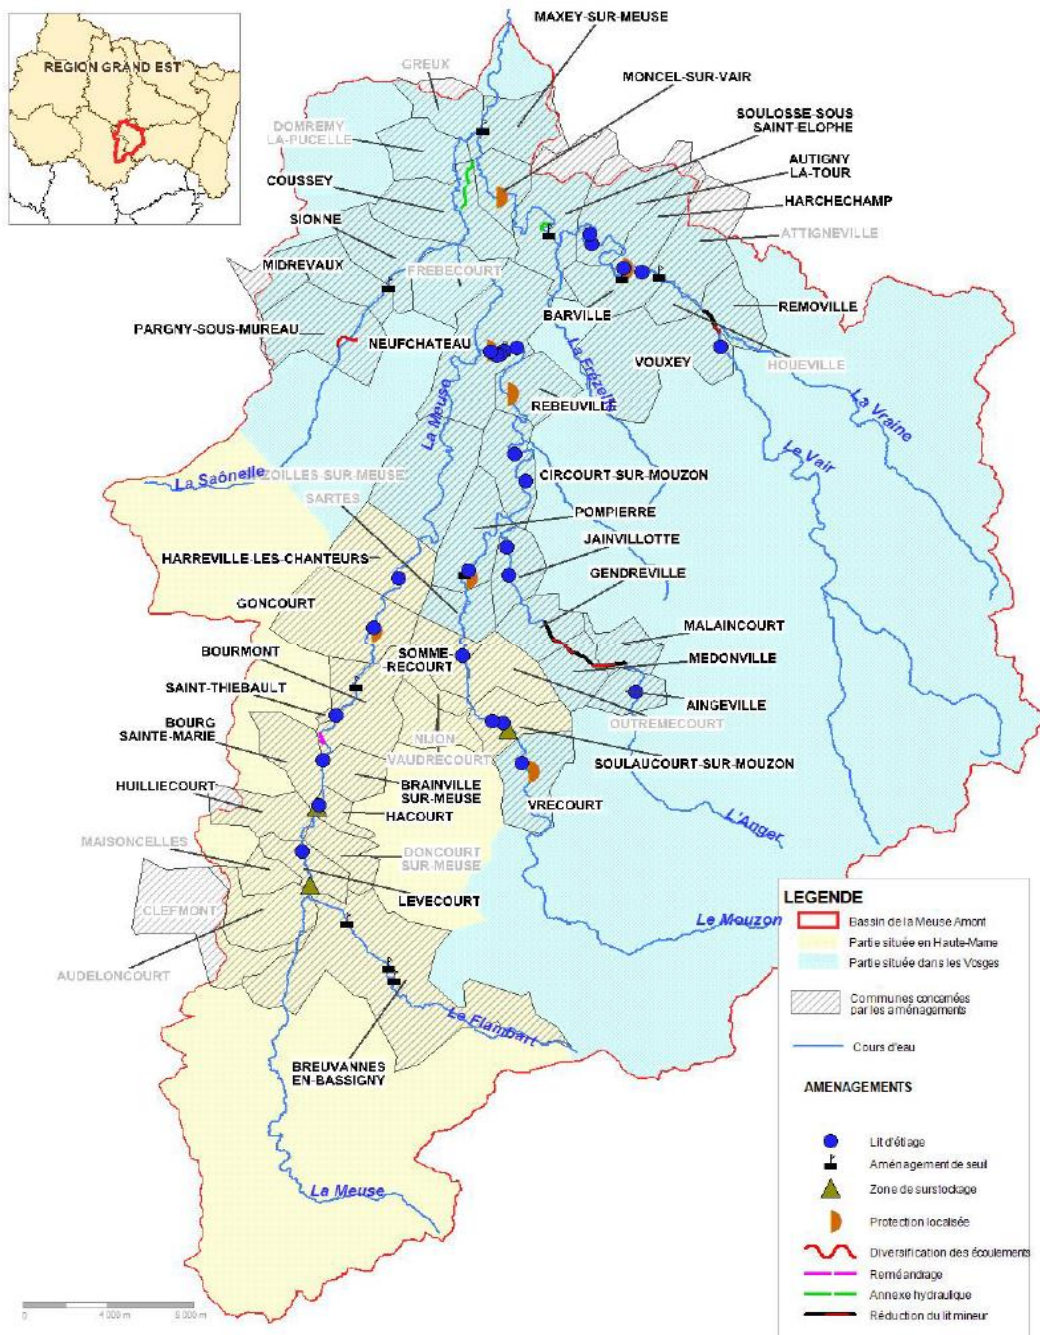 REGION GRAND EST
MAXEY-SUR-MEUSE
GREUX
MONCEL-SUR-VAIR
SOULOSSE-SOUS
SAINT-ELOPHE
DOMREMY
LA-PUCELLE
AUTIGNY
LA-TOUR
COUSSEY
HARCHECHAMP
SIONNE
ATTIGNEVILLE
MIDREVAUX
FREBECOURT
REMOVILLE
BARVILLE
PARGNY-SOUS-MUREAU
NEUFCHATEAU
VOUXEY
HOUEVILLE
La Frézelle
La Meuse
REBEUVILLE
La Vraine
Le Vair
La Saônelle
ZOILLES-SUR-MEUSE
CIRCOURT-SUR-MOUZON
SARTES
POMPIERRE
JAINVILLOTTE
HARREVILLE-LES-CHANTEURS
GENDREVILLE
GONCOURT
MALAINCOURT
BOURMONT
SOMME-
-RECOURT
MEDONVILLE
SAINT-THIEBAULT
AINGEVILLE
OUTREMECOURT
BOURG
SAINTE-MARIE
NIJON
VAUDRECOURT
SOULAUCOURT-SUR-MOUZON
HUILLIECOURT
BRAINVILLE
SUR-MEUSE
VRECOURT
HACOURT
L'Anger
MAISONCELLES
DONCOURT
SUR-MEUSE
LEVECOURT
CLEFMONT
Le Mouzon
AUDELONCOURT
Le Flambart
BREUVANNES
EN-BASSIGNY
La Meuse
4 000 m
8 000 m
LEGENDE
Bassin de la Meuse Amont
Partie située en Haute-Marne
Partie située dans les Vosges
Communes concernées
par les aménagements
Cours d'eau
AMENAGEMENTS
Lit d'étiage
Aménagement de seuil
Zone de surstockage
Protection localisée
Diversification des écoulements
Reméandrage
Annexe hydraulique
Réduction du lit mineur